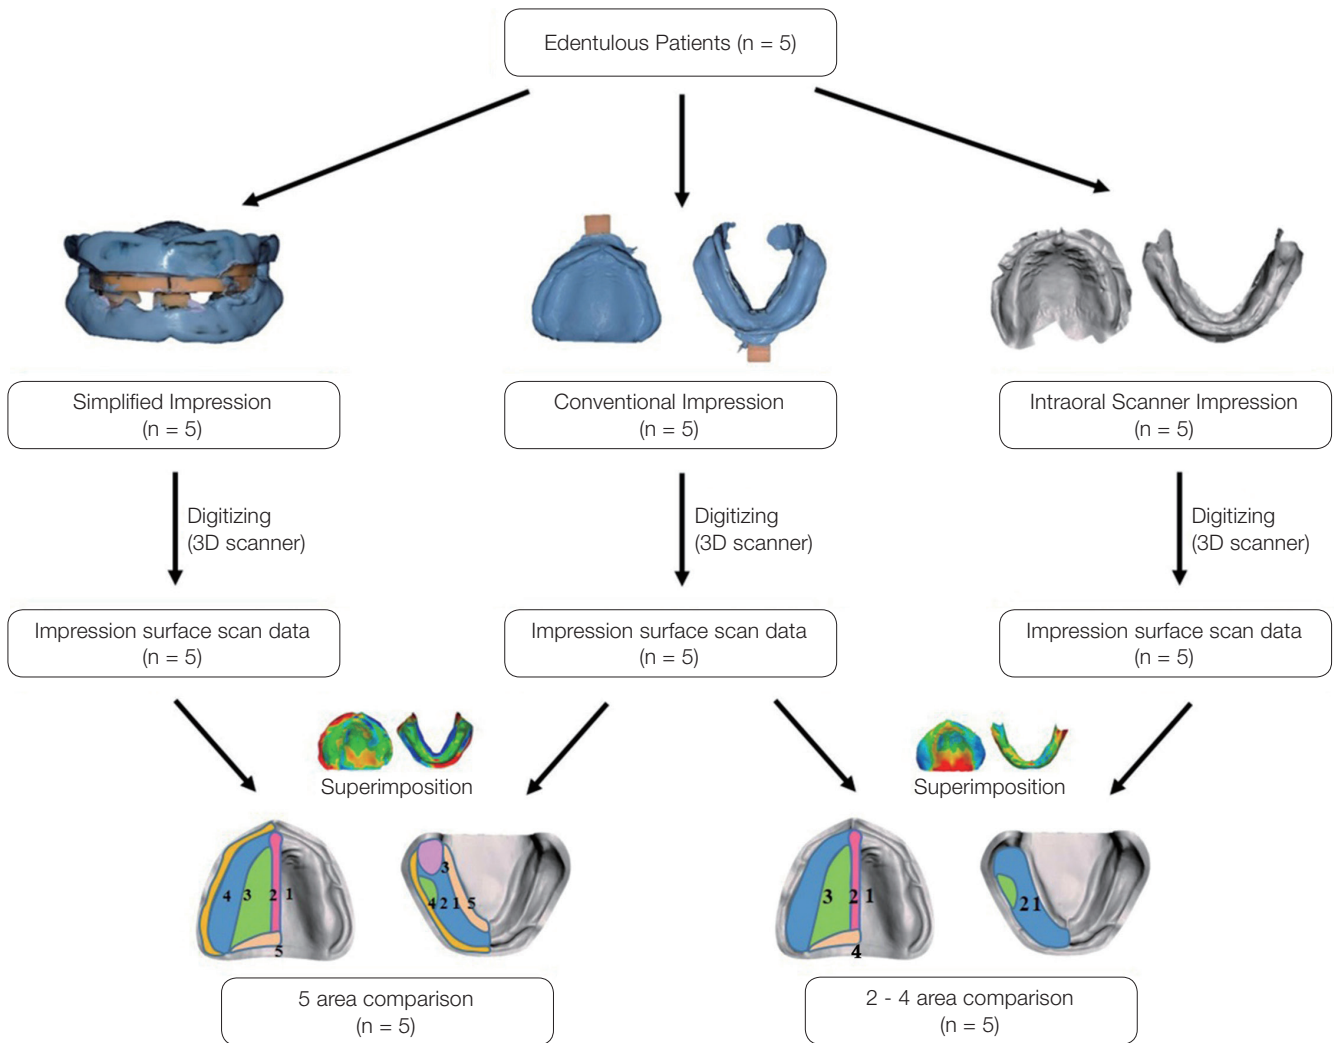 Edentulous Patients (n = 5)
Simplified Impression
(n = 5)
Conventional Impression
(n = 5)
Intraoral Scanner Impression
(n = 5)
Digitizing
(3D scanner)
Digitizing
(3D scanner)
Digitizing
(3D scanner)
Impression surface scan data
(n = 5)
Impression surface scan data
(n = 5)
Impression surface scan data
(n = 5)
Superimposition
Superimposition
4 3 2 1
5
3
4 2 1 5
3 2 1
4
2 1
5 area comparison
(n = 5)
2 - 4 area comparison
(n = 5)